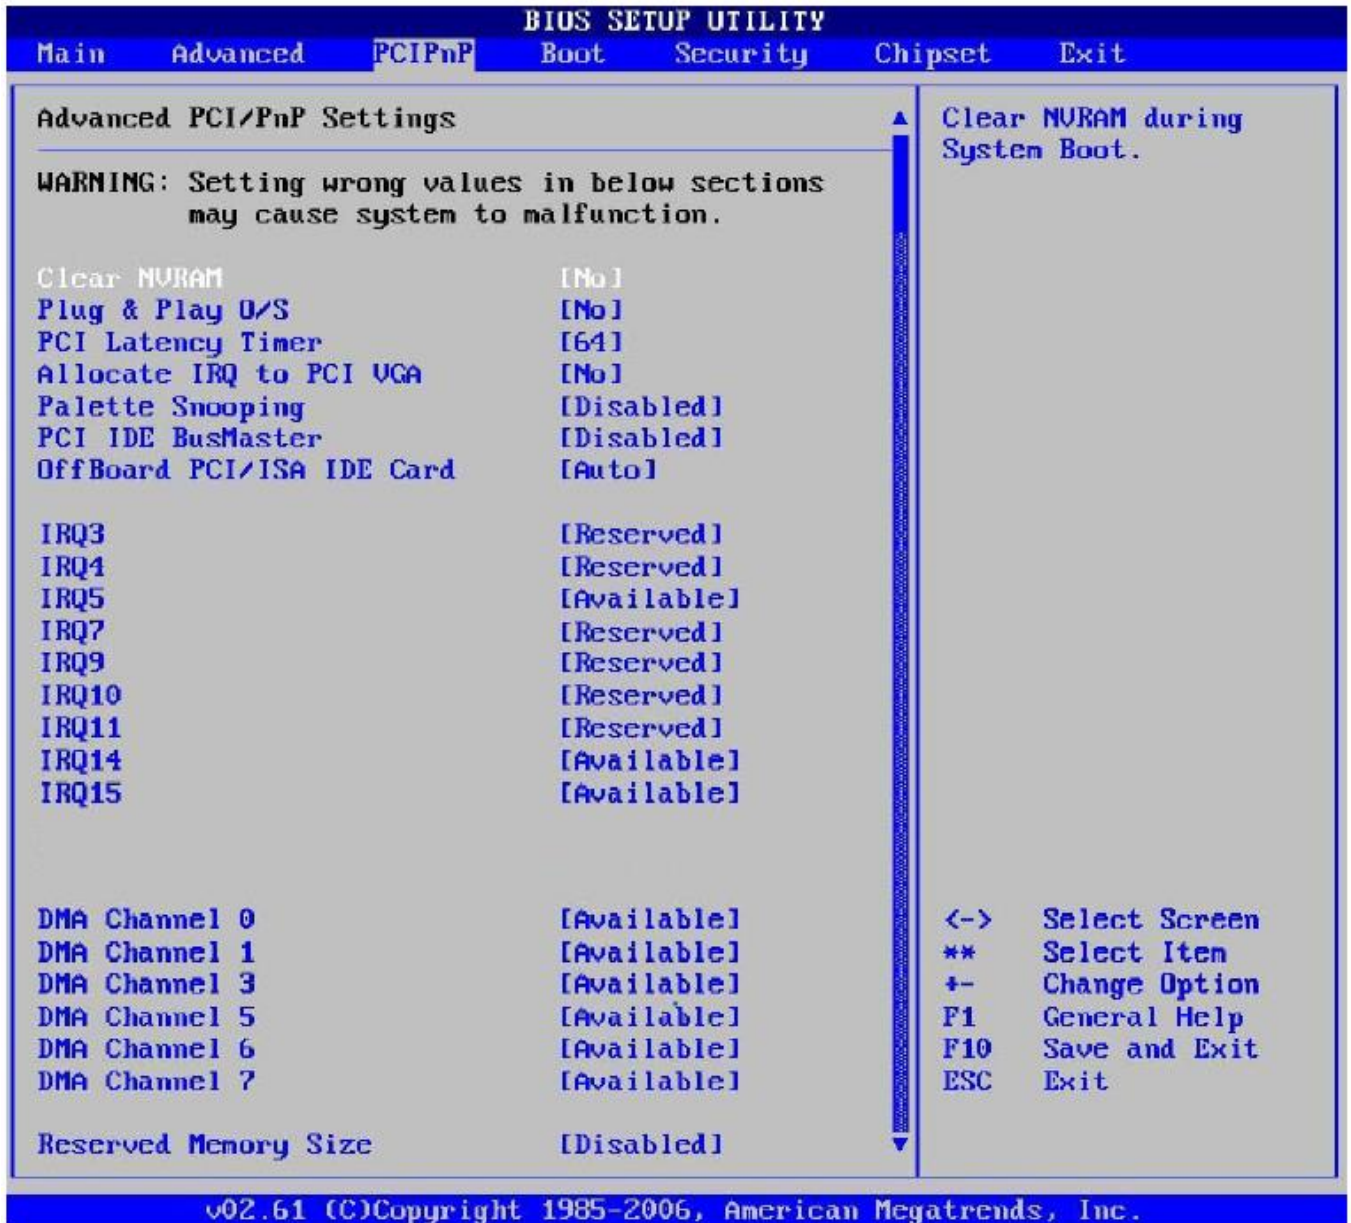 BIOS SETUP UTILITY
Main Advanced PCIPnP Boot Security Chipset Exit
Advanced PCI/PnP Settings
WARNING: Setting wrong values in below sections
may cause system to malfunction.
Clear NVRAM [No]
Plug & Play O/S [No]
PCI Latency Timer [64]
Allocate IRQ to PCI VGA [No]
Palette Snooping [Disabled]
PCI IDE BusMaster [Disabled]
OffBoard PCI/ISA IDE Card [Auto]
IRQ3 [Reserved]
IRQ4 [Reserved]
IRQ5 [Available]
IRQ7 [Reserved]
IRQ9 [Reserved]
IRQ10 [Reserved]
IRQ11 [Reserved]
IRQ14 [Available]
IRQ15 [Available]
DMA Channel 0 [Available]
DMA Channel 1 [Available]
DMA Channel 3 [Available]
DMA Channel 5 [Available]
DMA Channel 6 [Available]
DMA Channel 7 [Available]
Reserved Memory Size [Disabled]
Clear NVRAM during
System Boot.
<-> Select Screen
** Select Item
+- Change Option
F1 General Help
F10 Save and Exit
ESC Exit
v02.61 (C)Copyright 1985-2006, American Megatrends, Inc.